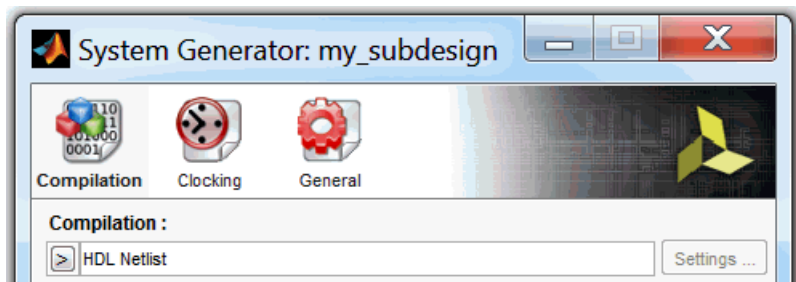 System Generator: my_subdesign
Compilation Clocking General
Compilation :
> HDL Netlist Settings ...